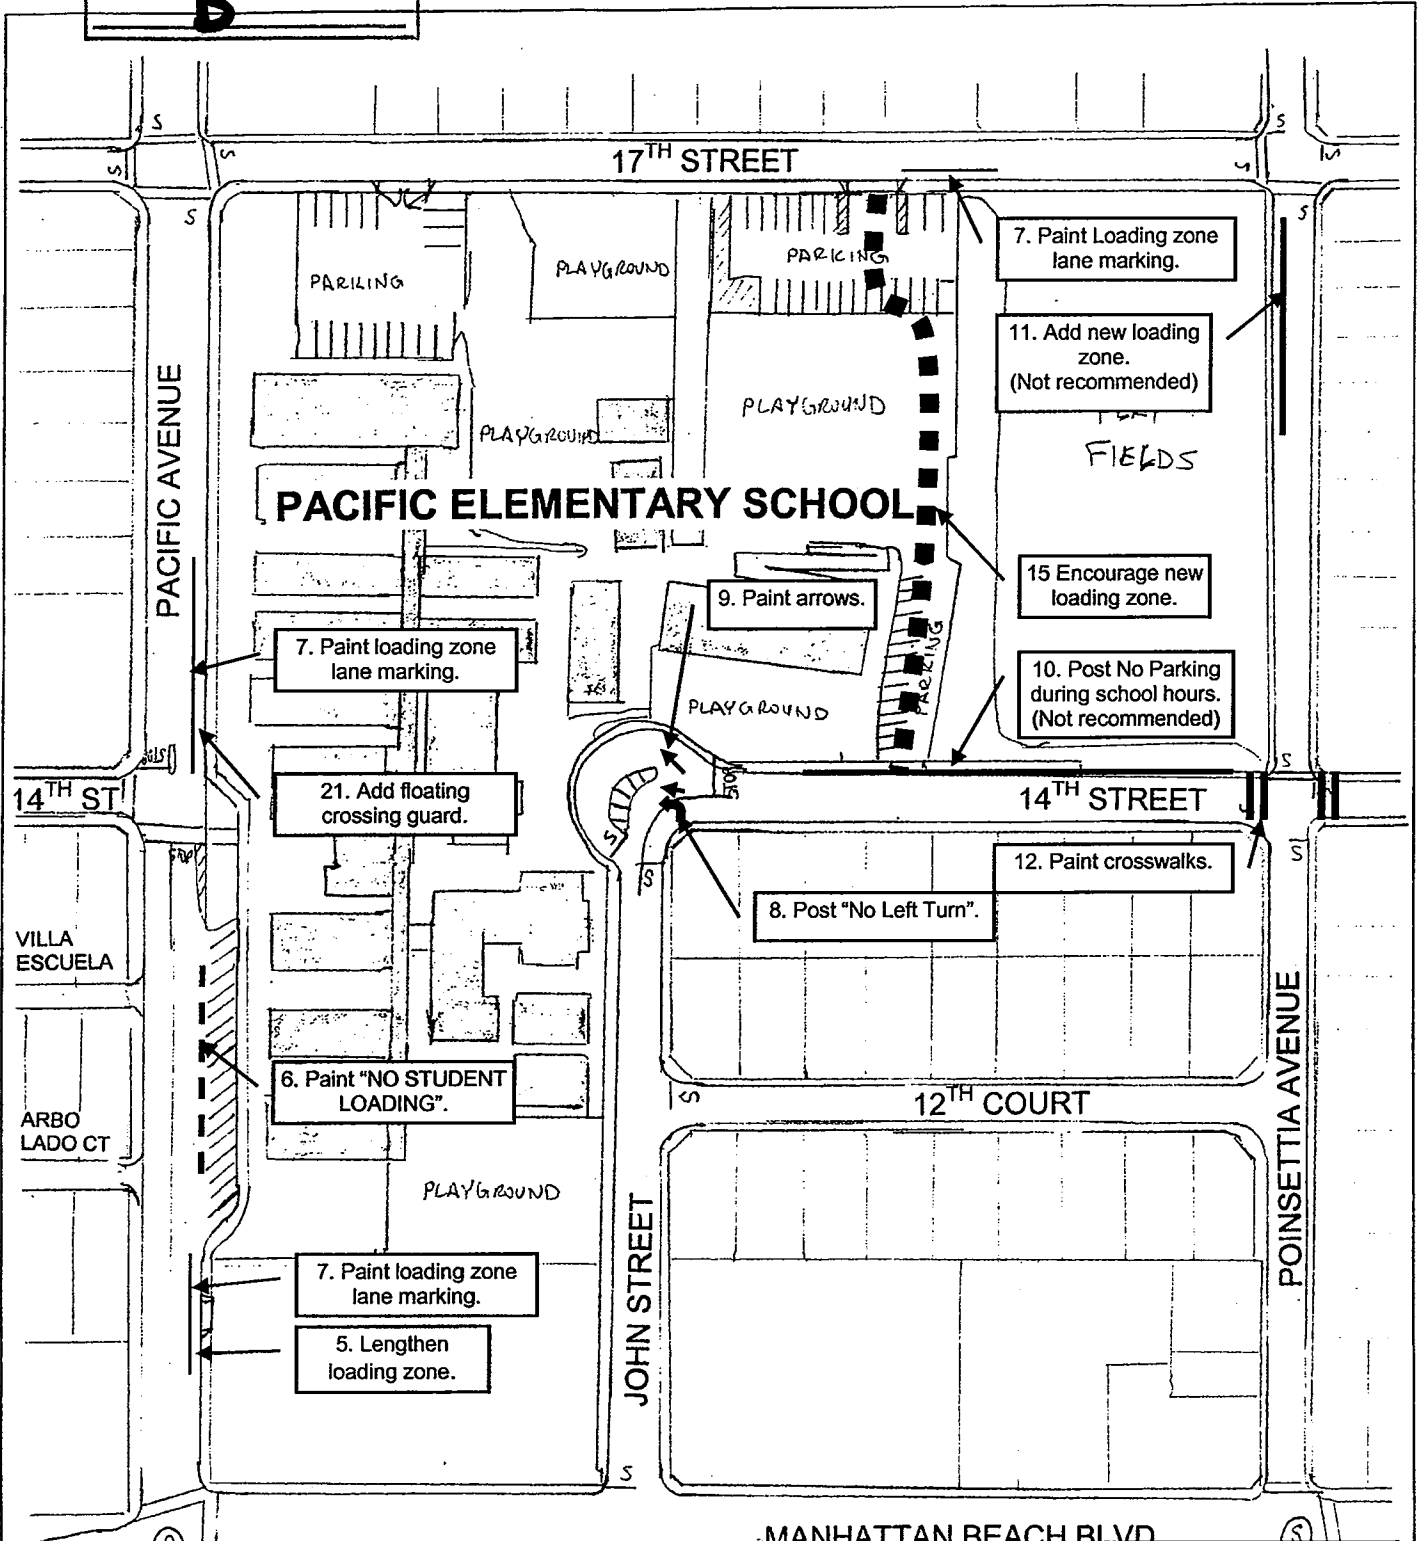 D
17TH STREET
7. Paint Loading zone
lane marking.
PARKING
PLAYGROUND
PARKING
11. Add new loading
zone.
(Not recommended)
PACIFIC AVENUE
PLAYGROUND
PLAYGROUND
FIELDS
PACIFIC ELEMENTARY SCHOOL
15 Encourage new
loading zone.
9. Paint arrows.
PARKING
7. Paint loading zone
lane marking.
10. Post No Parking
during school hours.
(Not recommended)
PLAYGROUND
STOP
14TH ST
21. Add floating
crossing guard.
14TH STREET
12. Paint crosswalks.
STOP
8. Post “No Left Turn”.
VILLA
ESCUELA
POINSETTIA AVENUE
6. Paint “NO STUDENT
LOADING”.
12TH COURT
ARBO
LADO CT
PLAYGROUND
JOHN STREET
7. Paint loading zone
lane marking.
5. Lengthen
loading zone.
MANHATTAN BEACH BLVD